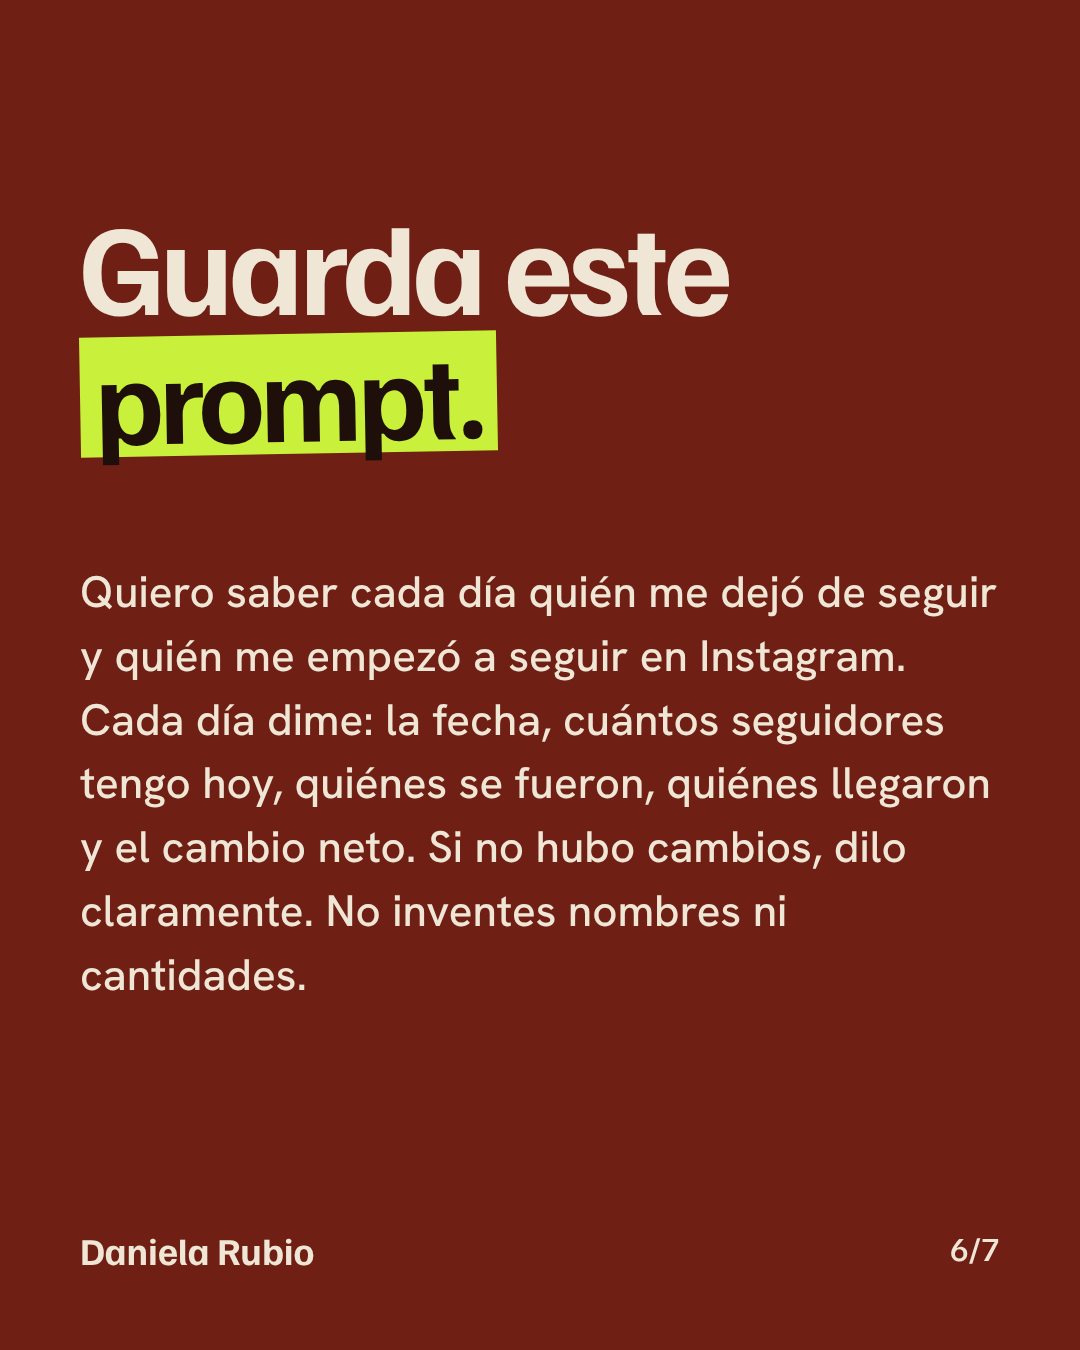 Guarda este
prompt.
Quiero saber cada día quién me dejó de seguir
y quién me empezó a seguir en Instagram.
Cada día dime: la fecha, cuántos seguidores
tengo hoy, quiénes se fueron, quiénes llegaron
y el cambio neto. Si no hubo cambios, dilo
claramente. No inventes nombres ni
cantidades.
Daniela Rubio
6/7